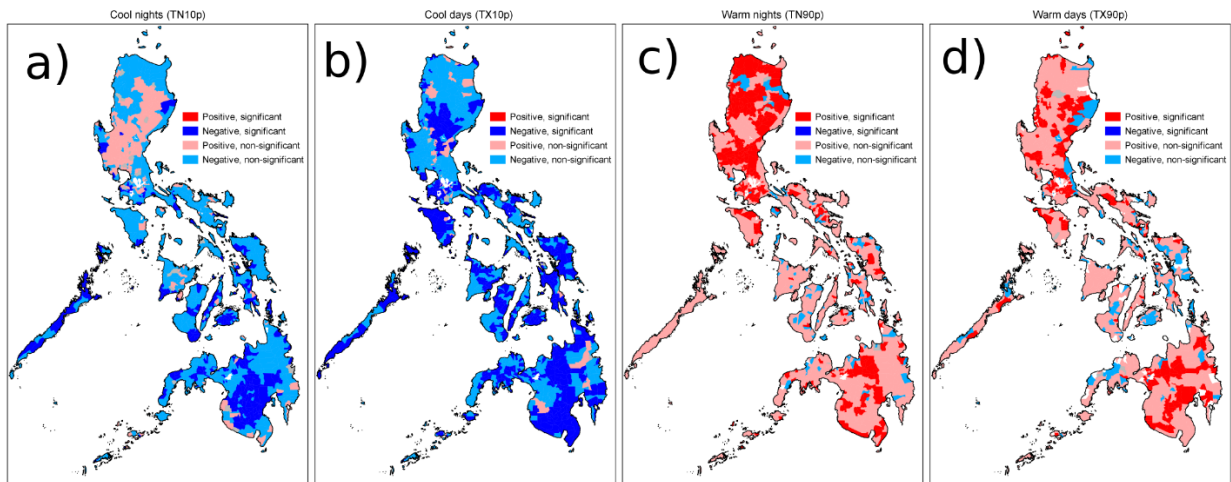 Cool nights (TN10p)
Cool days (TX10p)
Warm nights (TN90p)
Warm days (TX90p)
a)
b)
c)
d)
Positive, significant
Negative, significant
Positive, non-significant
Negative, non-significant
Positive, significant
Negative, significant
Positive, non-significant
Negative, non-significant
Positive, significant
Negative, significant
Positive, non-significant
Negative, non-significant
Positive, significant
Negative, significant
Positive, non-significant
Negative, non-significant